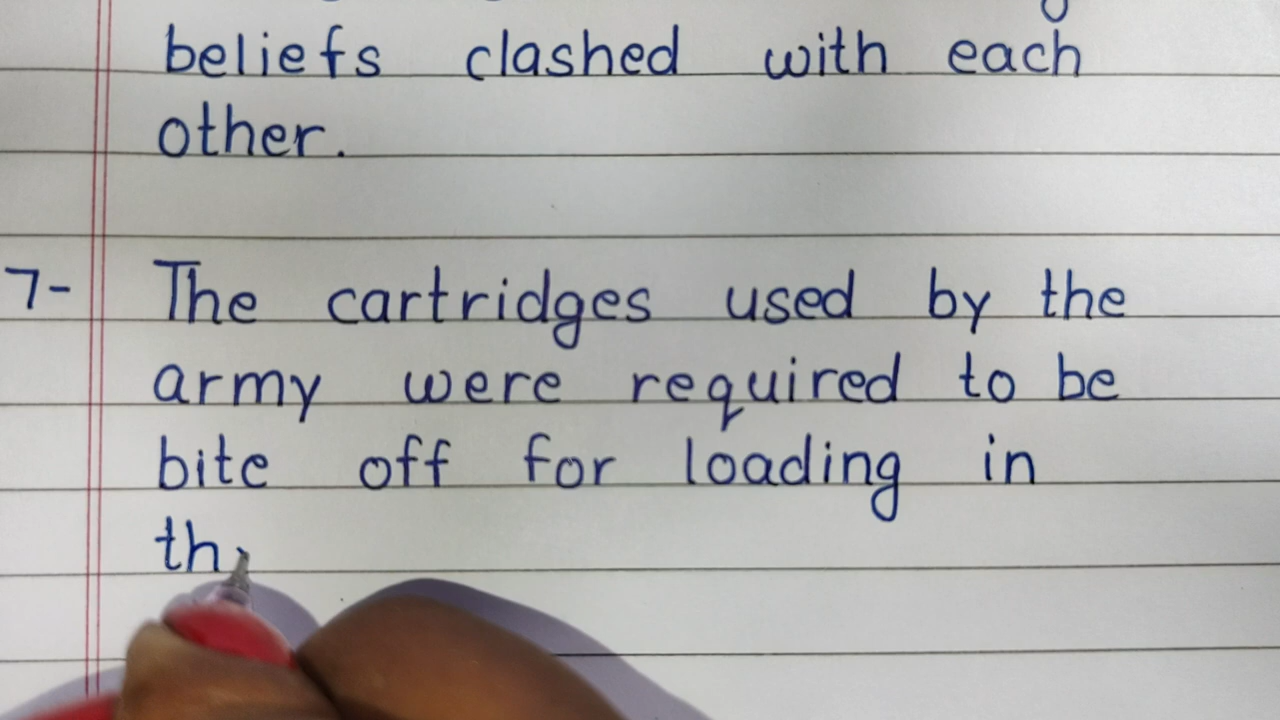 beliefs clashed with each
other.
7- The cartridges used by the
army were required to be
bite off for loading in
th